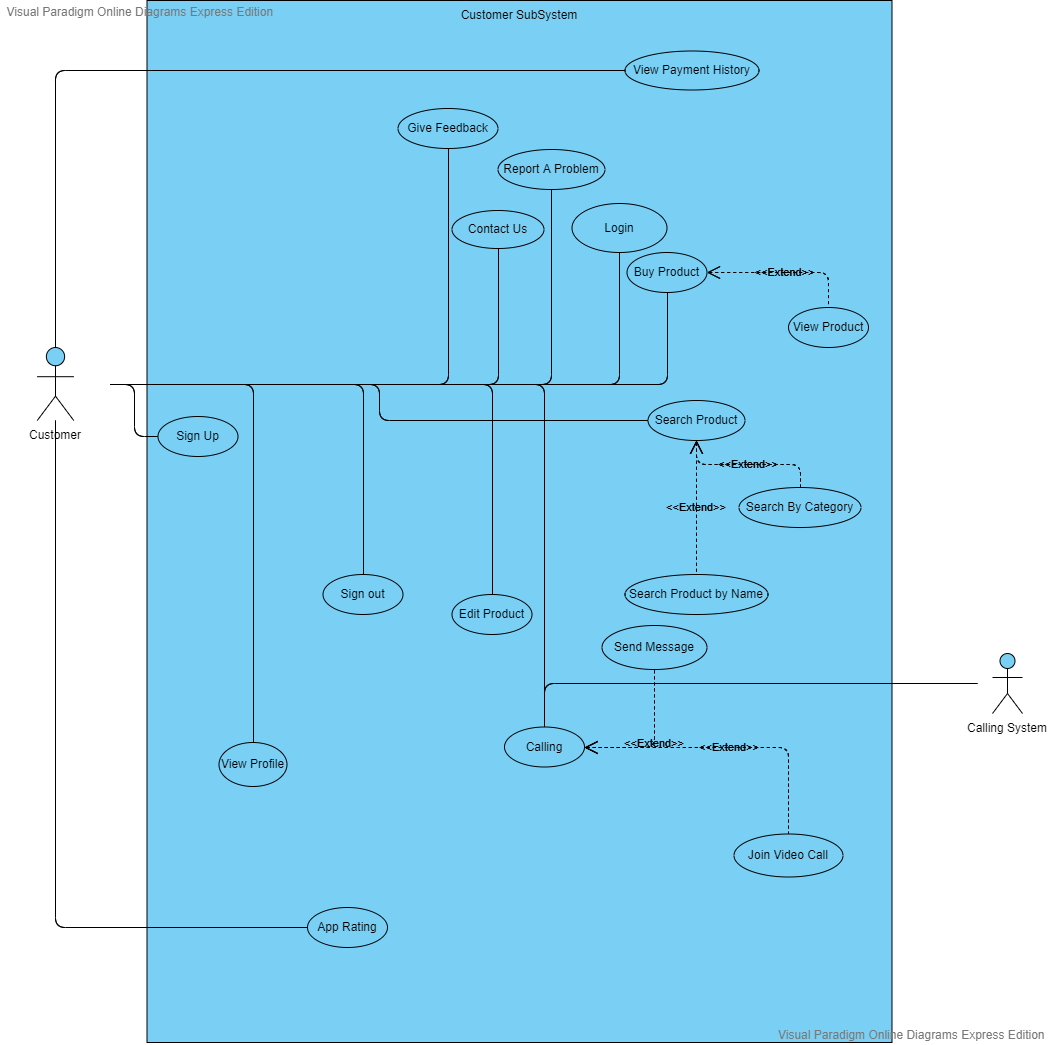 Visual Paradigm Online Diagrams Express Edition
Customer SubSystem
View Payment History
Give Feedback
Report A Problem
Contact Us
Login
Buy Product
<<Extend>>
View Product
Customer
Sign Up
Search Product
<<Extend>>
<<Extend>>
Search By Category
Sign out
Edit Product
Search Product by Name
Send Message
Calling System
Calling
<<Extend>>
<<Extend>>
View Profile
Join Video Call
App Rating
Visual Paradigm Online Diagrams Express Edition